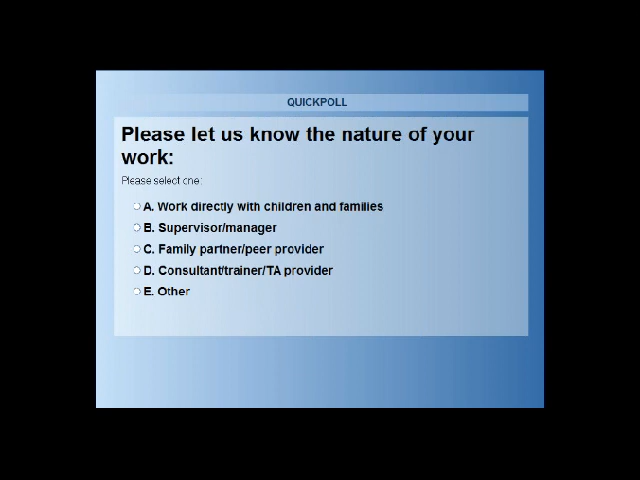 QUICKPOLL
Please let us know the nature of your
work:
Please select one:
A. Work directly with children and families
B. Supervisor/manager
C. Family partner/peer provider
D. Consultant/trainer/TA provider
E. Other